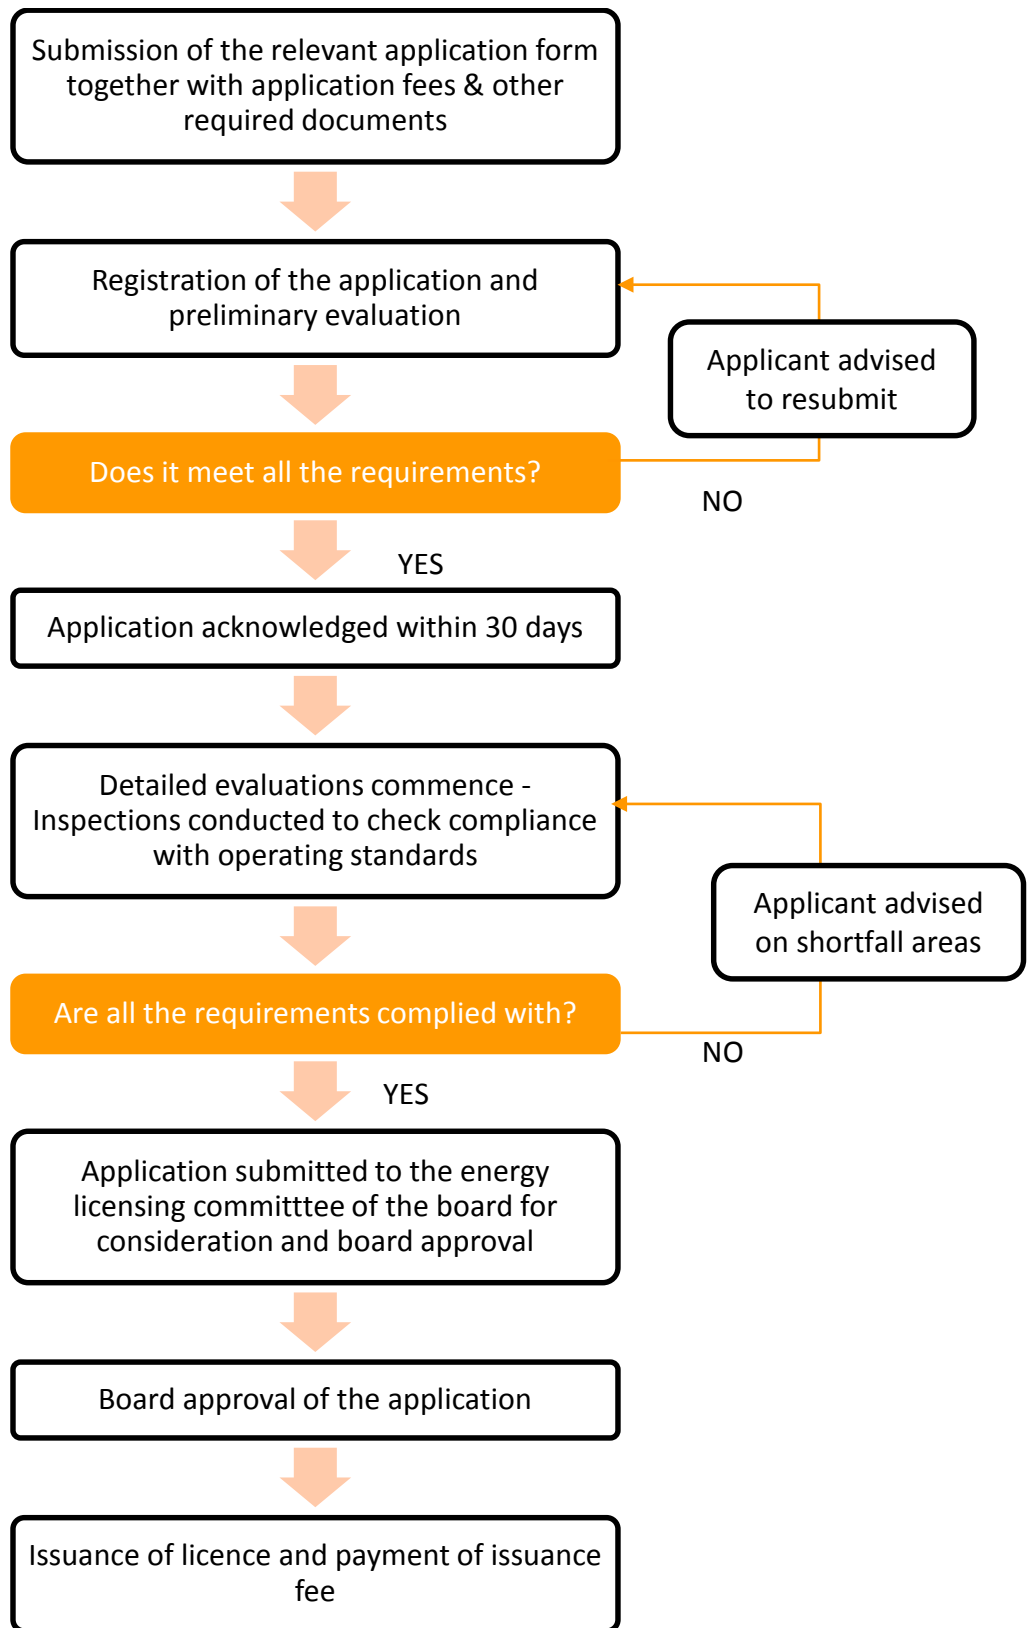 Submission of the relevant application form
together with application fees & other
required documents
Registration of the application and
preliminary evaluation
Applicant advised
to resubmit
Does it meet all the requirements?
NO
YES
Application acknowledged within 30 days
Detailed evaluations commence -
Inspections conducted to check compliance
with operating standards
Applicant advised
on shortfall areas
Are all the requirements complied with?
NO
YES
Application submitted to the energy
licensing committtee of the board for
consideration and board approval
Board approval of the application
Issuance of licence and payment of issuance
fee